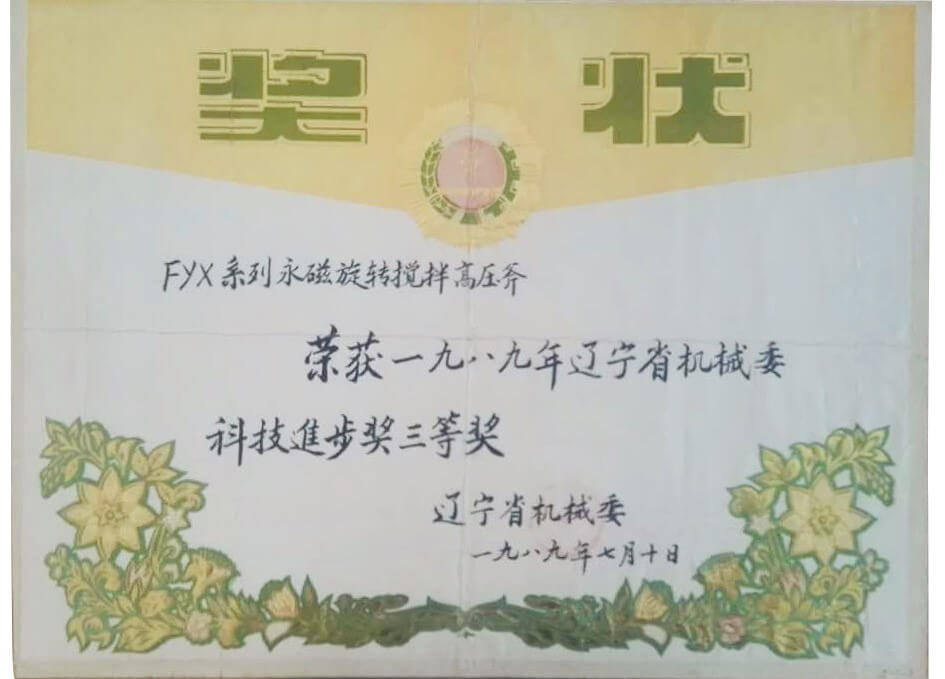 奖状
FYX系列永磁旋转搅拌高压斧
荣获一九八九年辽宁省机械委
科技進步奖三等奖
辽宁省机械委
一九八九年七月十日